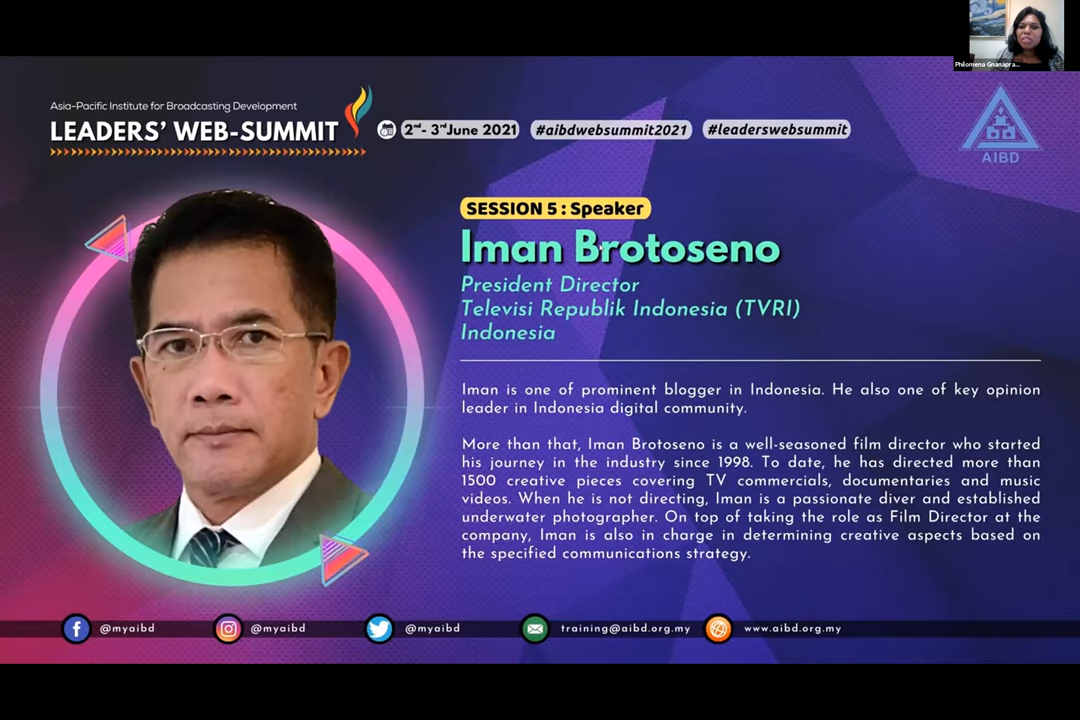 Philomena Gnanapra...
Asia-Pacific Institute for Broadcasting Development
LEADERS' WEB-SUMMIT
2nd- 3rd June 2021
#aibdwebsummit2021
#leaderswebsummit
AIBD
SESSION 5 : Speaker
Iman Brotoseno
President Director
Televisi Republik Indonesia (TVRI)
Indonesia
Iman is one of prominent blogger in Indonesia. He also one of key opinion
leader in Indonesia digital community.
More than that, Iman Brotoseno is a well-seasoned film director who started
his journey in the industry since 1998. To date, he has directed more than
1500 creative pieces covering TV commercials, documentaries and music
videos. When he is not directing, Iman is a passionate diver and established
underwater photographer. On top of taking the role as Film Director at the
company, Iman is also in charge in determining creative aspects based on
the specified communications strategy.
@myaibd
@myaibd
@myaibd
training@aibd.org.my
www.aibd.org.my